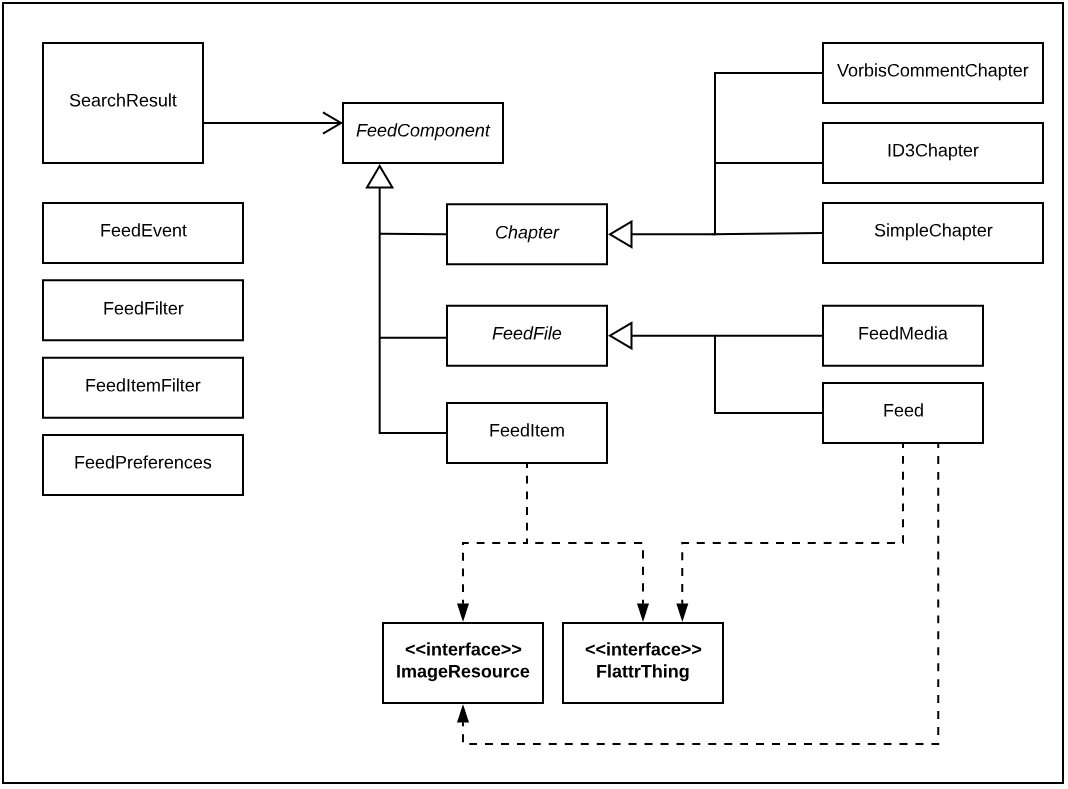 SearchResult
FeedComponent
VorbisCommentChapter
ID3Chapter
SimpleChapter
FeedEvent
Chapter
FeedFilter
FeedFile
FeedMedia
FeedItemFilter
FeedItem
Feed
FeedPreferences
<<interface>>
ImageResource
<<interface>>
FlattrThing